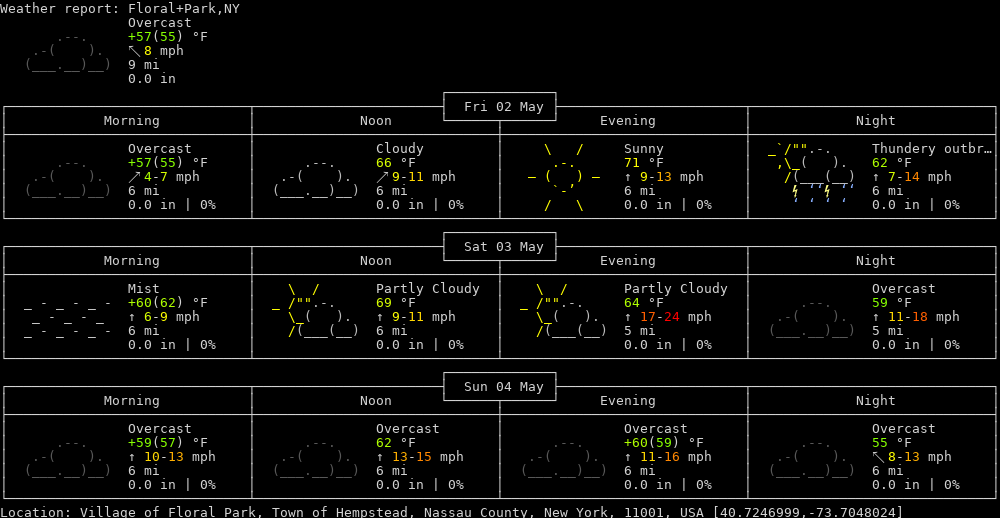 Weather report: Floral+Park,NY
Overcast
+57(55) °F
↖ 8 mph
9 mi
0.0 in
Fri 02 May
Morning Noon Evening Night
Overcast Cloudy Sunny Thundery outbr…
+57(55) °F 66 °F 71 °F 62 °F
↗ 4-7 mph ↗ 9-11 mph ↑ 9-13 mph ↑ 7-14 mph
6 mi 6 mi 6 mi 6 mi
0.0 in | 0% 0.0 in | 0% 0.0 in | 0% 0.0 in | 0%
Sat 03 May
Morning Noon Evening Night
Mist Partly Cloudy Partly Cloudy Overcast
+60(62) °F 69 °F 64 °F 59 °F
↑ 6-9 mph ↑ 9-11 mph ↑ 17-24 mph ↑ 11-18 mph
6 mi 6 mi 5 mi 5 mi
0.0 in | 0% 0.0 in | 0% 0.0 in | 0% 0.0 in | 0%
Sun 04 May
Morning Noon Evening Night
Overcast Overcast Overcast Overcast
+59(57) °F 62 °F +60(59) °F 55 °F
↑ 10-13 mph ↑ 13-15 mph ↑ 11-16 mph ↖ 8-13 mph
6 mi 6 mi 6 mi 6 mi
0.0 in | 0% 0.0 in | 0% 0.0 in | 0% 0.0 in | 0%
Location: Village of Floral Park, Town of Hempstead, Nassau County, New York, 11001, USA [40.7246999,-73.7048024]